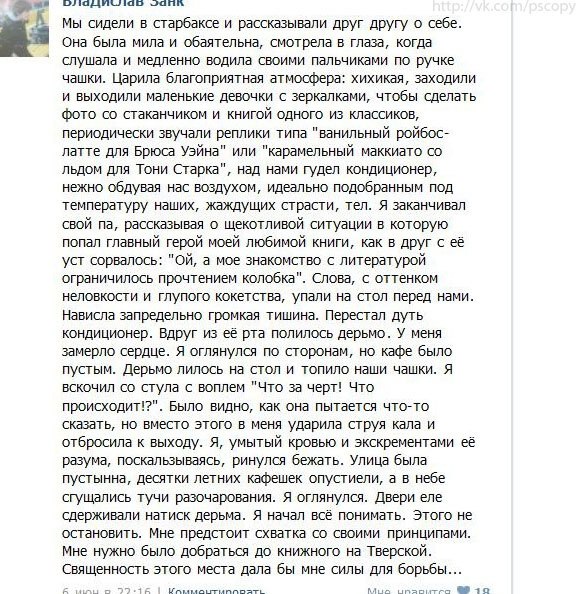 http://vk.com/pscopy
Владислав Занк
Мы сидели в старбаксе и рассказывали друг другу о себе.
Она была мила и обаятельна, смотрела в глаза, когда
слушала и медленно водила своими пальчиками по ручке
чашки. Царила благоприятная атмосфера: хихикая, заходили
и выходили маленькие девочки с зеркалками, чтобы сделать
фото со стаканчиком и книгой одного из классиков,
периодически звучали реплики типа "ванильный ройбос-
латте для Брюса Уэйна" или "карамельный маккиато со
льдом для Тони Старка", над нами гудел кондиционер,
нежно обдувая нас воздухом, идеально подобранным под
температуру наших, жаждущих страсти, тел. Я заканчивал
свой па, рассказывая о щекотливой ситуации в которую
попал главный герой моей любимой книги, как в друг с её
уст сорвалось: "Ой, а мое знакомство с литературой
ограничилось прочтением колобка". Слова, с оттенком
неловкости и глупого кокетства, упали на стол перед нами.
Нависла запредельно громкая тишина. Перестал дуть
кондиционер. Вдруг из её рта полилось дерьмо. У меня
замерло сердце. Я оглянулся по сторонам, но кафе было
пустым. Дерьмо лилось на стол и топило наши чашки. Я
вскочил со стула с воплем "Что за черт! Что
происходит!?". Было видно, как она пытается что-то
сказать, но вместо этого в меня ударила струя кала и
отбросила к выходу. Я, умытый кровью и экскрементами её
разума, поскальзываясь, ринулся бежать. Улица была
пустынна, десятки летних кафешек опустиели, а в небе
сгущались тучи разочарования. Я оглянулся. Двери еле
сдерживали натиск дерьма. Я начал всё понимать. Этого не
остановить. Мне предстоит схватка со своими принципами.
Мне нужно было добраться до книжного на Тверской.
Священность этого места дала бы мне силы для борьбы...
6 июн в 22:16 | Комментировать Мне нравится 18